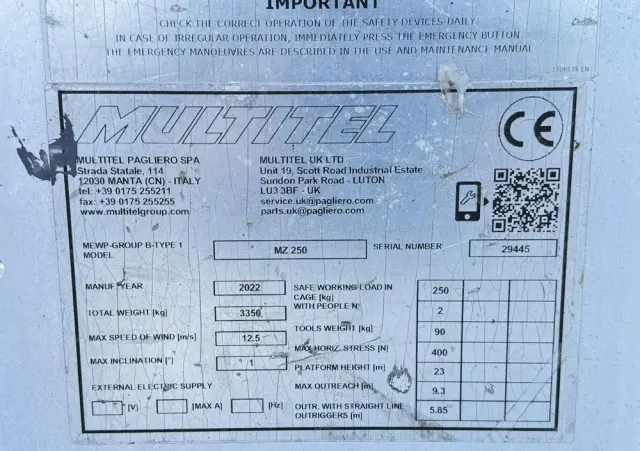 IMPORTANT
CHECK THE CORRECT OPERATION OF THE SAFETY DEVICES DAILY
IN CASE OF IRREGULAR OPERATION, IMMEDIATELY PRESS THE EMERGENCY BUTTON
THE EMERGENCY MANOEUVRES ARE DESCRIBED IN THE USE AND MAINTENANCE MANUAL
MULTITEL
CE
MULTITEL PAGLIERO SPA
Strada Statale, 114
12030 MANTA (CN) - ITALY
tel: +39 0175 255211
fax: +39 0175 255255
www.multitelgroup.com
MULTITEL UK LTD
Unit 19, Scott Road Industrial Estate
Sundon Park Road - LUTON
LU3 3BF - UK
service.uk@pagliero.com
parts.uk@pagliero.com
MEWP-GROUP B-TYPE 1
MODEL MZ 250 SERIAL NUMBER 29445
MANUF YEAR 2022
TOTAL WEIGHT [kg] 3350
MAX SPEED OF WIND [m/s] 12.5
MAX INCLINATION [°] 1
EXTERNAL ELECTRIC SUPPLY
[V] [MAX A] [Hz]
SAFE WORKING LOAD IN
CAGE [kg] 250
WITH PEOPLE N° 2
TOOLS WEIGHT [kg] 90
MAX HORIZ. STRESS [N] 400
PLATFORM HEIGHT [m] 23
MAX OUTREACH [m] 9.3
OUTR. WITH STRAIGHT LINE
OUTRIGGERS [m] 5.85